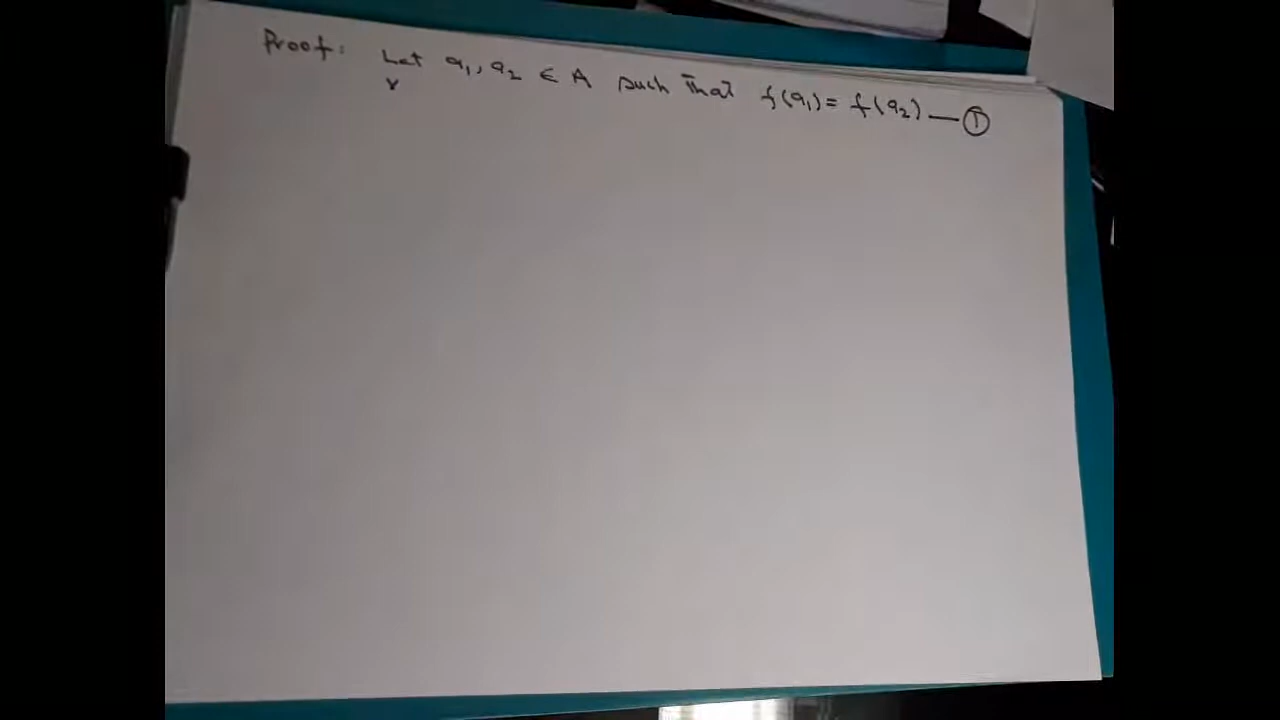 Proof: Let a₁, a₂ ∈ A such that f(a₁) = f(a₂) — ①